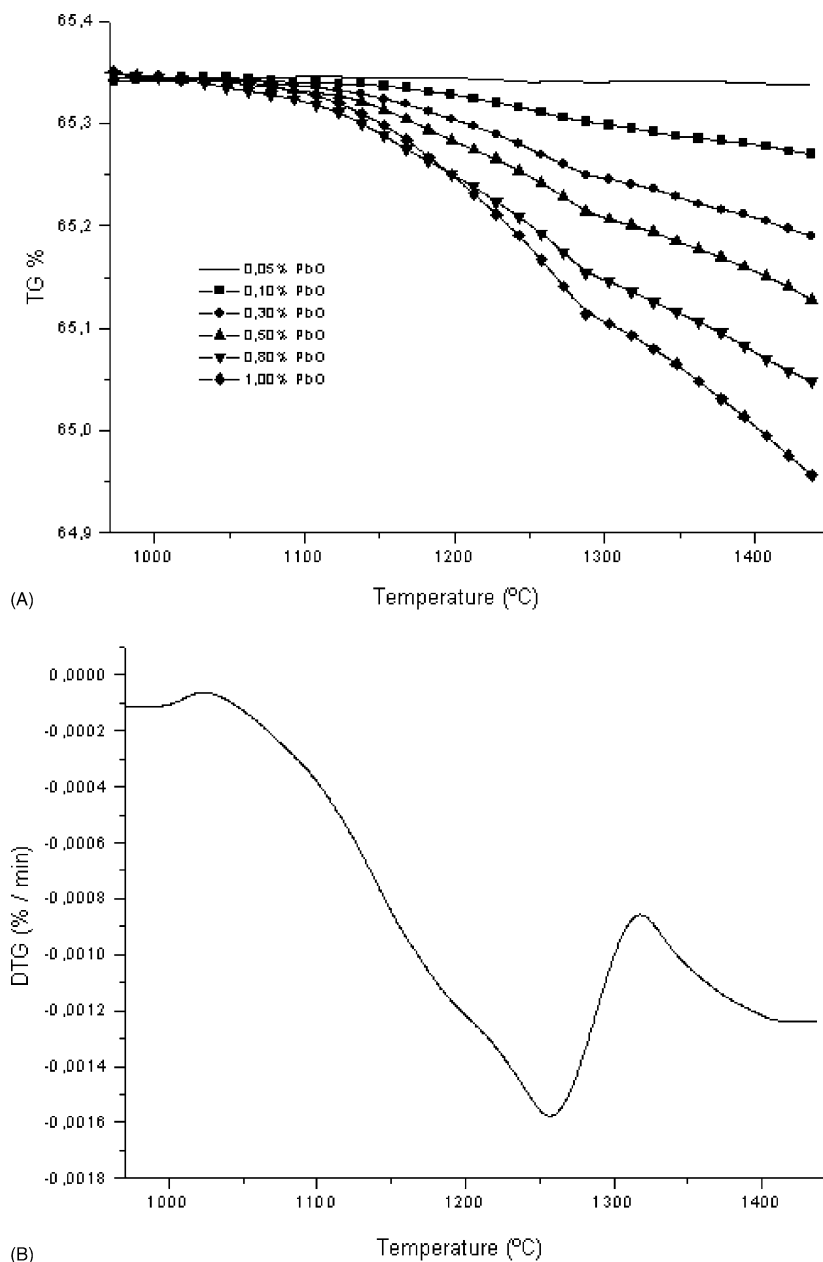 65,4
65,3
65,2
65,1
65,0
64,9
TG %
0,05% PbO
0,10% PbO
0,30% PbO
0,50% PbO
0,80% PbO
1,00% PbO
1000 1100 1200 1300 1400
Temperature (ºC)
(A)
0,0000
-0,0002
-0,0004
-0,0006
-0,0008
-0,0010
-0,0012
-0,0014
-0,0016
-0,0018
DTG (% / min)
1000 1100 1200 1300 1400
Temperature (ºC)
(B)